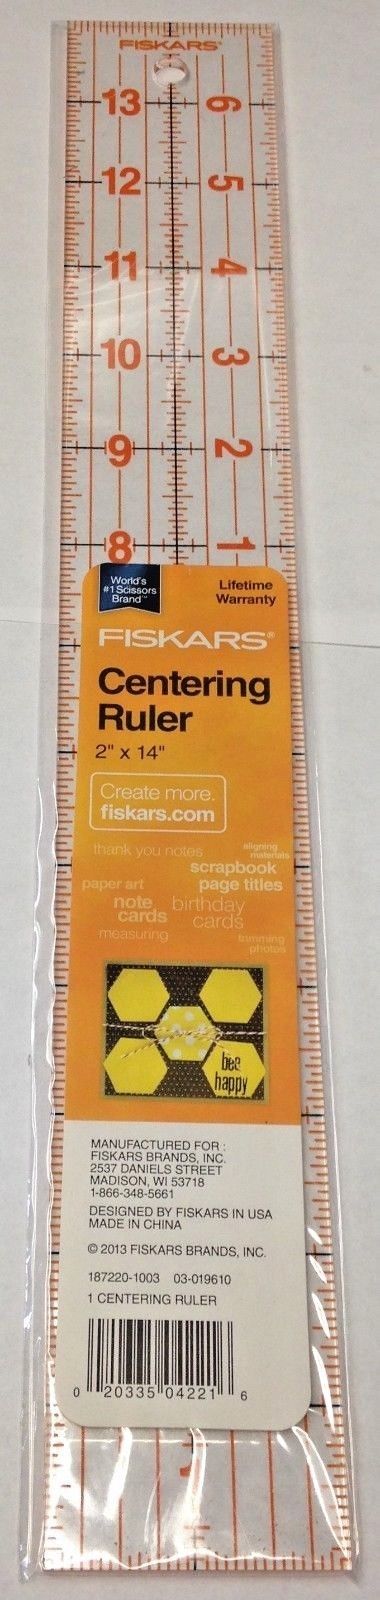 FISKARS
13 6
12 5
11 4
10 3
9 2
8 1
World's
#1 Scissors
Brand™
Lifetime
Warranty
FISKARS®
Centering
Ruler
2" x 14"
Create more.
fiskars.com
thank you notes
aligning
materials
scrapbook
page titles
paper art
note
cards
birthday
cards
measuring
trimming
photos
bee
happy
MANUFACTURED FOR :
FISKARS BRANDS, INC.
2537 DANIELS STREET
MADISON, WI 53718
1-866-348-5661
DESIGNED BY FISKARS IN USA
MADE IN CHINA
© 2013 FISKARS BRANDS, INC.
187220-1003 03-019610
1 CENTERING RULER
0 20335 04221 6
1